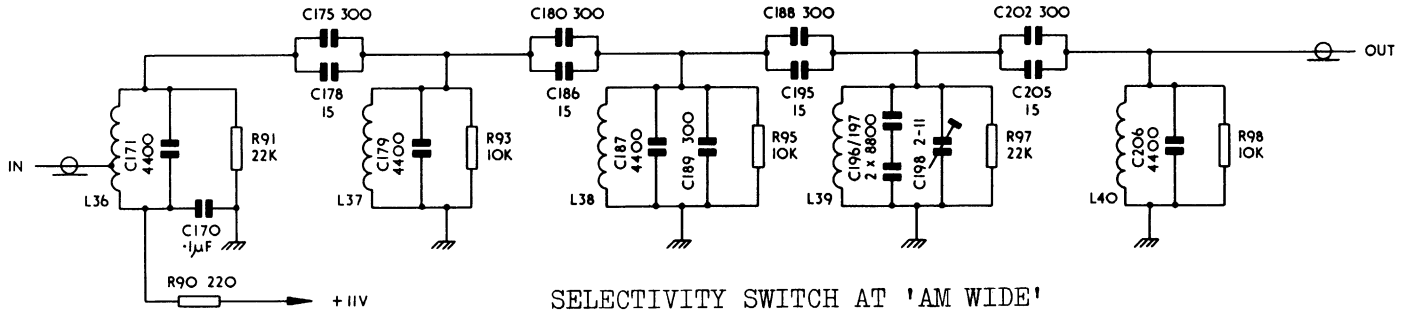 C175 300
C178
15
C180 300
C186
15
C188 300
C195
15
C202 300
C205
15
OUT
IN
L36
C171
4400
R91
22K
C170
·1µF
R90 220
+11V
L37
C179
4400
R93
10K
L38
C187
4400
C189 300
R95
10K
L39
C196/197
2 x 8800
C198 2-11
R97
22K
L40
C206
4400
R98
10K
SELECTIVITY SWITCH AT 'AM WIDE'